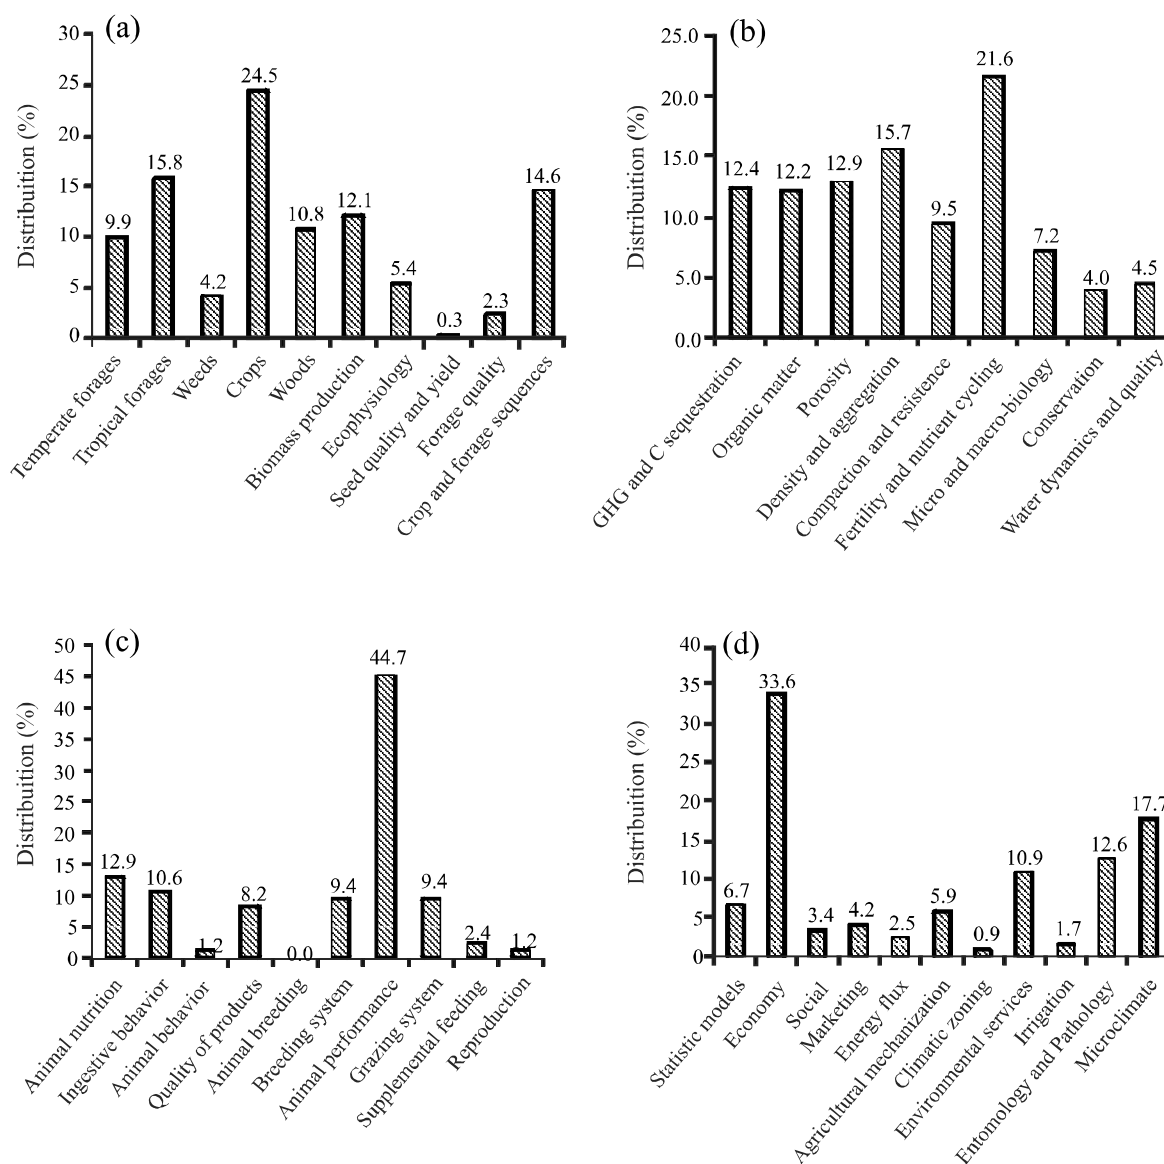 (a)
Distribuition (%)
30
25
20
15
10
5
0
9.9
15.8
4.2
24.5
10.8
12.1
5.4
0.3
2.3
14.6
Temperate forages
Tropical forages
Weeds
Crops
Woods
Biomass production
Ecophysiology
Seed quality and yield
Forage quality
Crop and forage sequences
(b)
Distribuition (%)
25.0
20.0
15.0
10.0
5.0
0.0
12.4
12.2
12.9
15.7
9.5
21.6
7.2
4.0
4.5
GHG and C sequestration
Organic matter
Porosity
Density and aggregation
Compaction and resistence
Fertility and nutrient cycling
Micro and macro-biology
Conservation
Water dynamics and quality
(c)
Distribuition (%)
50
45
40
35
30
25
20
15
10
5
0
12.9
10.6
1.2
8.2
0.0
9.4
44.7
9.4
2.4
1.2
Animal nutrition
Ingestive behavior
Animal behavior
Quality of products
Animal breeding
Breeding system
Animal performance
Grazing system
Supplemental feeding
Reproduction
(d)
Distribuition (%)
40
35
30
25
20
15
10
5
0
6.7
33.6
3.4
4.2
2.5
5.9
0.9
10.9
1.7
12.6
17.7
Statistic models
Economy
Social
Marketing
Energy flux
Agricultural mechanization
Climatic zoning
Environmental services
Irrigation
Entomology and Pathology
Microclimate